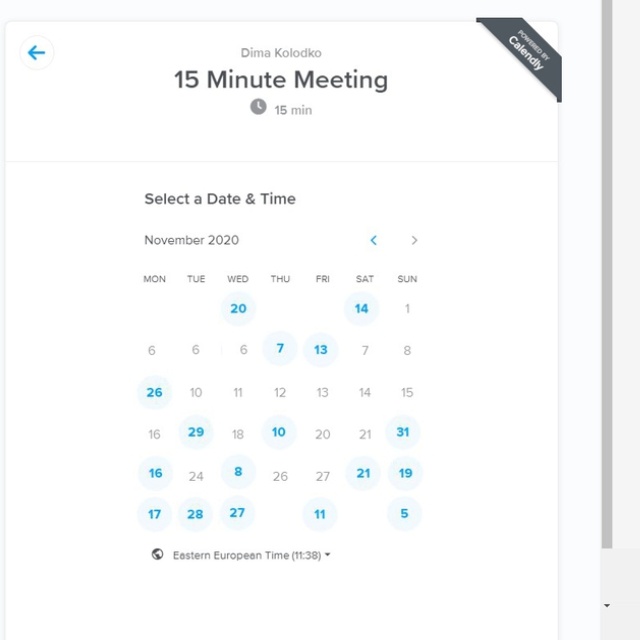 Dima Kolodko
15 Minute Meeting
15 min
POWERED BY
Calendly
Select a Date & Time
November 2020
MON TUE WED THU FRI SAT SUN
20 14 1
6 6 6 7 13 7 8
26 10 11 12 13 14 15
16 29 18 10 20 21 31
16 24 8 26 27 21 19
17 28 27 11 5
Eastern European Time (11:38)